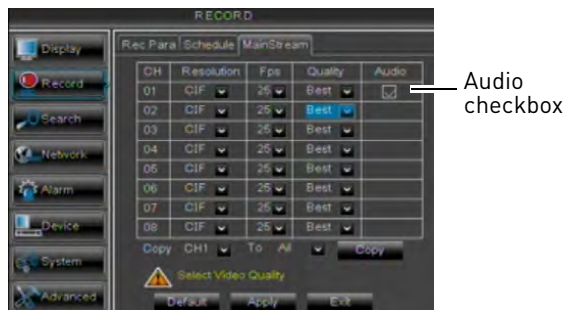 RECORD
Display
Record
Search
Network
Alarm
Device
System
Advanced
Rec Para Schedule MainStream
CH Resolution Fps Quality Audio
01 CIF 25 Best
02 CIF 25 Best
03 CIF 25 Best
04 CIF 25 Best
05 CIF 25 Best
06 CIF 25 Best
07 CIF 25 Best
08 CIF 25 Best
Copy CH1 To All Copy
Select Video Quality
Default Apply Exit
Audio
checkbox